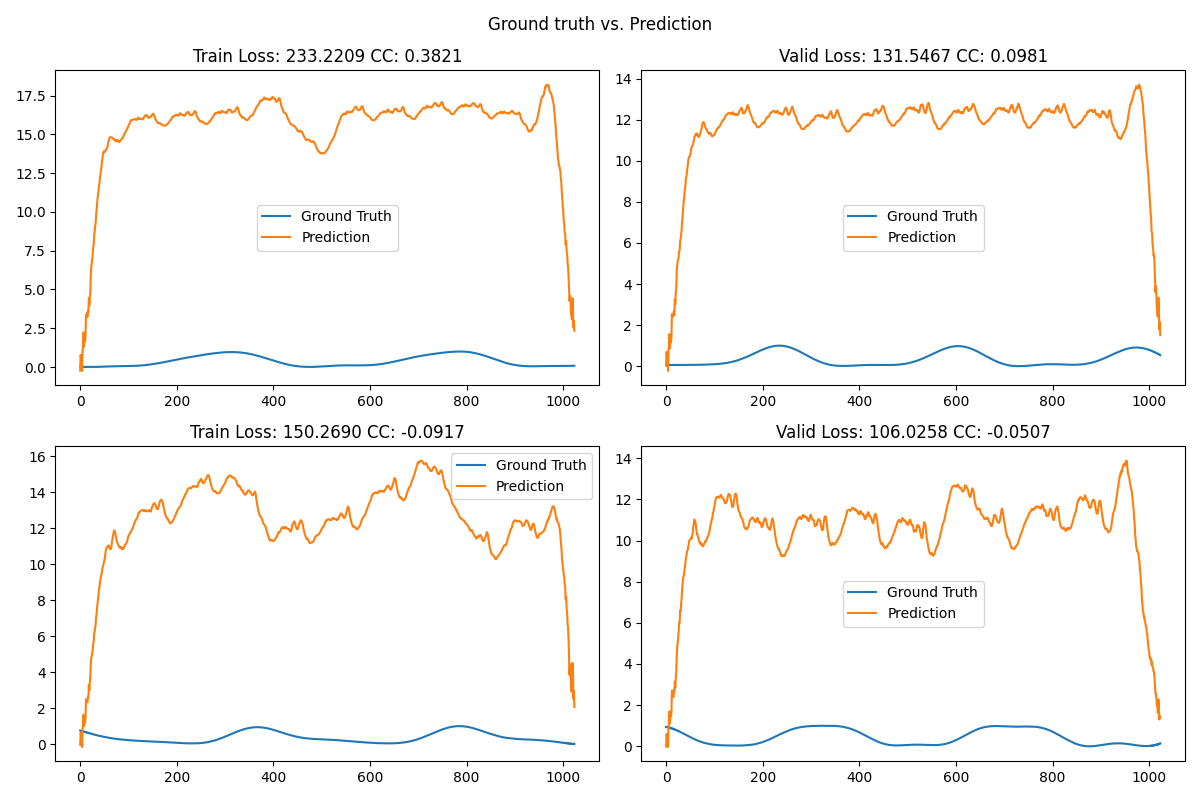 Ground truth vs. Prediction
Train Loss: 233.2209 CC: 0.3821
17.5
15.0
12.5
10.0
7.5
5.0
2.5
0.0
Ground Truth
Prediction
0 200 400 600 800 1000
Valid Loss: 131.5467 CC: 0.0981
14
12
10
8
6
4
2
0
Ground Truth
Prediction
0 200 400 600 800 1000
Train Loss: 150.2690 CC: -0.0917
16
14
12
10
8
6
4
2
0
Ground Truth
Prediction
0 200 400 600 800 1000
Valid Loss: 106.0258 CC: -0.0507
14
12
10
8
6
4
2
0
Ground Truth
Prediction
0 200 400 600 800 1000